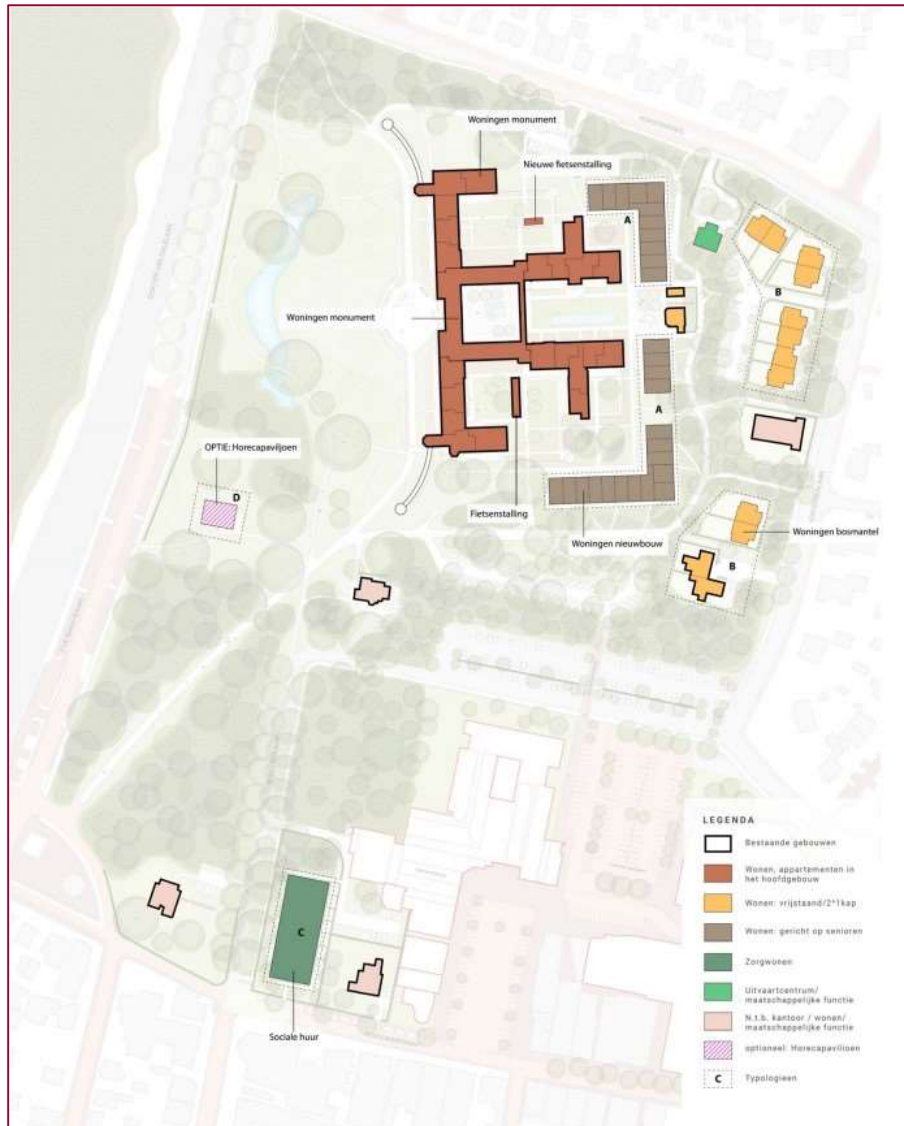 Woningen monument
Nieuwe fietsenstalling
A
B
Woningen monument
A
OPTIE: Horecapaviljoen
D
Fietsenstalling
Woningen nieuwbouw
Woningen bosmantel
B
C
Sociale huur
LEGENDA
Bestaande gebouwen
Wonen, appartementen in
het hoofdgebouw
Wonen: vrijstaand/2*1kap
Wonen: gericht op senioren
Zorgwonen
Uitvaartcentrum/
maatschappelijke functie
N.t.b. kantoor / wonen/
maatschappelijke functie
optioneel: Horecapaviljoen
C
Typologieen